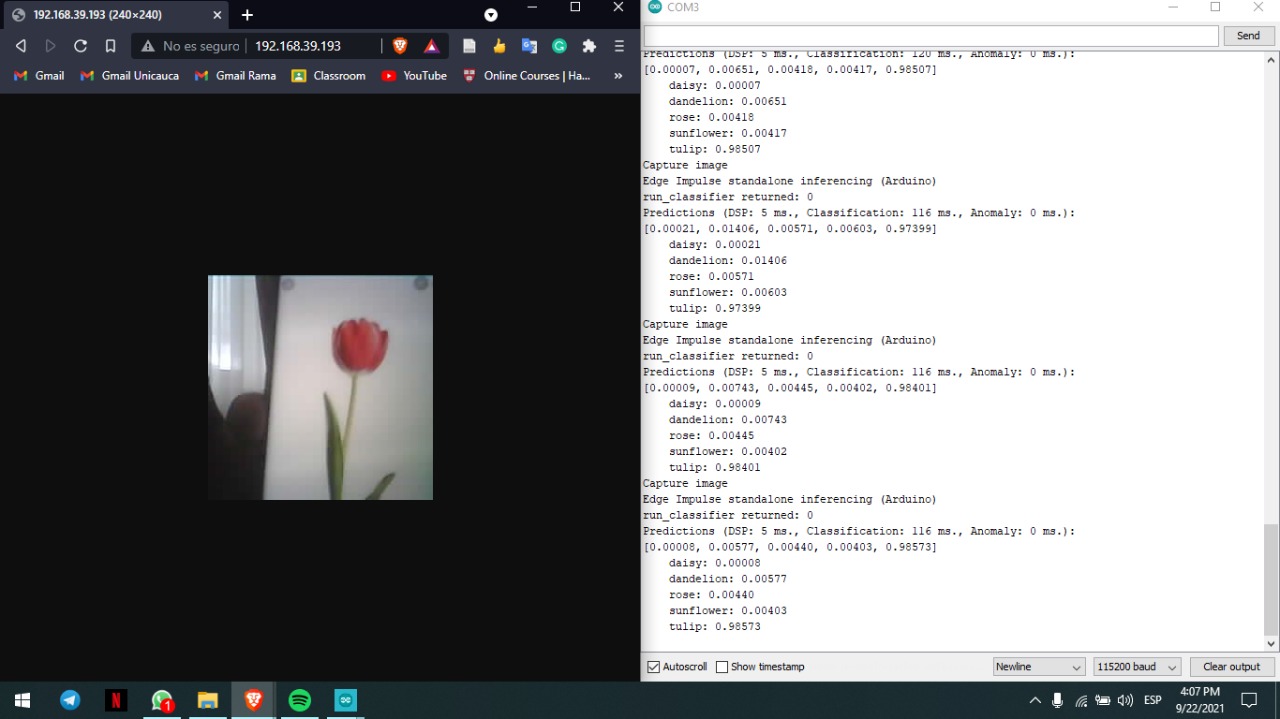 192.168.39.193 (240×240)
No es seguro
192.168.39.193
Gmail
Gmail Unicauca
Gmail Rama
Classroom
YouTube
Online Courses | Ha...
»
COM3
Send
Predictions (DSP: 5 ms., Classification: 120 ms., Anomaly: 0 ms.):
[0.00007, 0.00651, 0.00418, 0.00417, 0.98507]
daisy: 0.00007
dandelion: 0.00651
rose: 0.00418
sunflower: 0.00417
tulip: 0.98507
Capture image
Edge Impulse standalone inferencing (Arduino)
run_classifier returned: 0
Predictions (DSP: 5 ms., Classification: 116 ms., Anomaly: 0 ms.):
[0.00021, 0.01406, 0.00571, 0.00603, 0.97399]
daisy: 0.00021
dandelion: 0.01406
rose: 0.00571
sunflower: 0.00603
tulip: 0.97399
Capture image
Edge Impulse standalone inferencing (Arduino)
run_classifier returned: 0
Predictions (DSP: 5 ms., Classification: 116 ms., Anomaly: 0 ms.):
[0.00009, 0.00743, 0.00445, 0.00402, 0.98401]
daisy: 0.00009
dandelion: 0.00743
rose: 0.00445
sunflower: 0.00402
tulip: 0.98401
Capture image
Edge Impulse standalone inferencing (Arduino)
run_classifier returned: 0
Predictions (DSP: 5 ms., Classification: 116 ms., Anomaly: 0 ms.):
[0.00008, 0.00577, 0.00440, 0.00403, 0.98573]
daisy: 0.00008
dandelion: 0.00577
rose: 0.00440
sunflower: 0.00403
tulip: 0.98573
Autoscroll
Show timestamp
Newline
115200 baud
Clear output
N
1
ESP
4:07 PM
9/22/2021